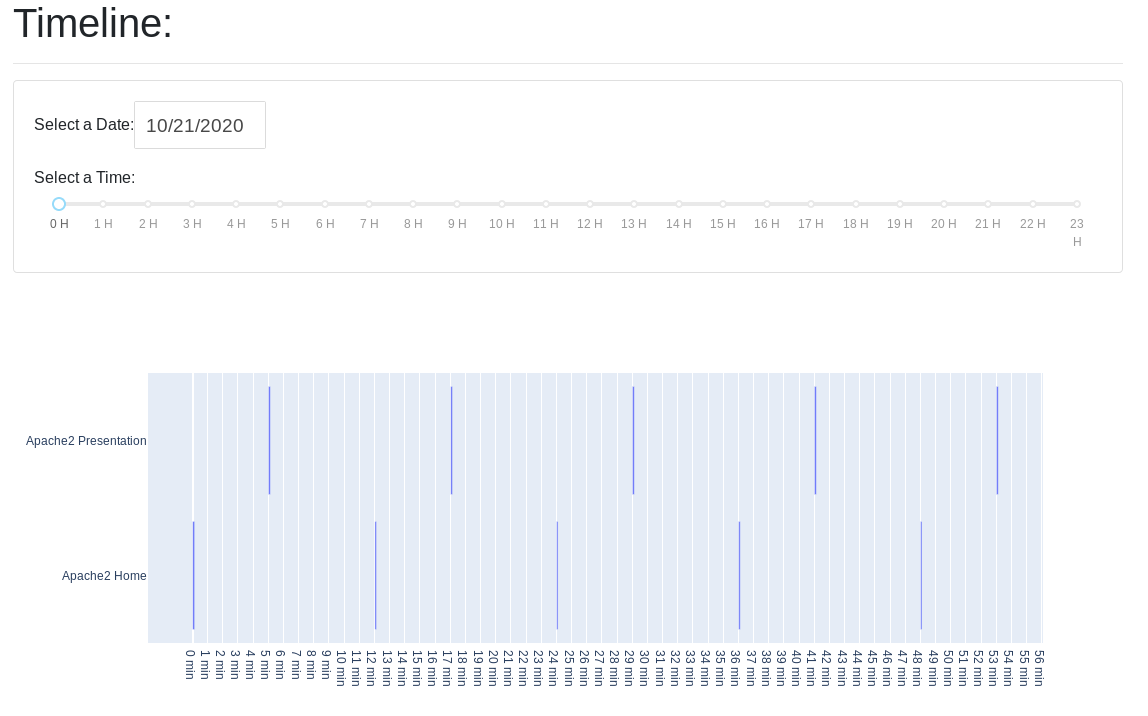 Timeline:
Select a Date: 10/21/2020
Select a Time:
0 H 1 H 2 H 3 H 4 H 5 H 6 H 7 H 8 H 9 H 10 H 11 H 12 H 13 H 14 H 15 H 16 H 17 H 18 H 19 H 20 H 21 H 22 H 23
H
Apache2 Presentation
Apache2 Home
0 min 1 min 2 min 3 min 4 min 5 min 6 min 7 min 8 min 9 min 10 min 11 min 12 min 13 min 14 min 15 min 16 min 17 min 18 min 19 min 20 min 21 min 22 min 23 min 24 min 25 min 26 min 27 min 28 min 29 min 30 min 31 min 32 min 33 min 34 min 35 min 36 min 37 min 38 min 39 min 40 min 41 min 42 min 43 min 44 min 45 min 46 min 47 min 48 min 49 min 50 min 51 min 52 min 53 min 54 min 55 min 56 min